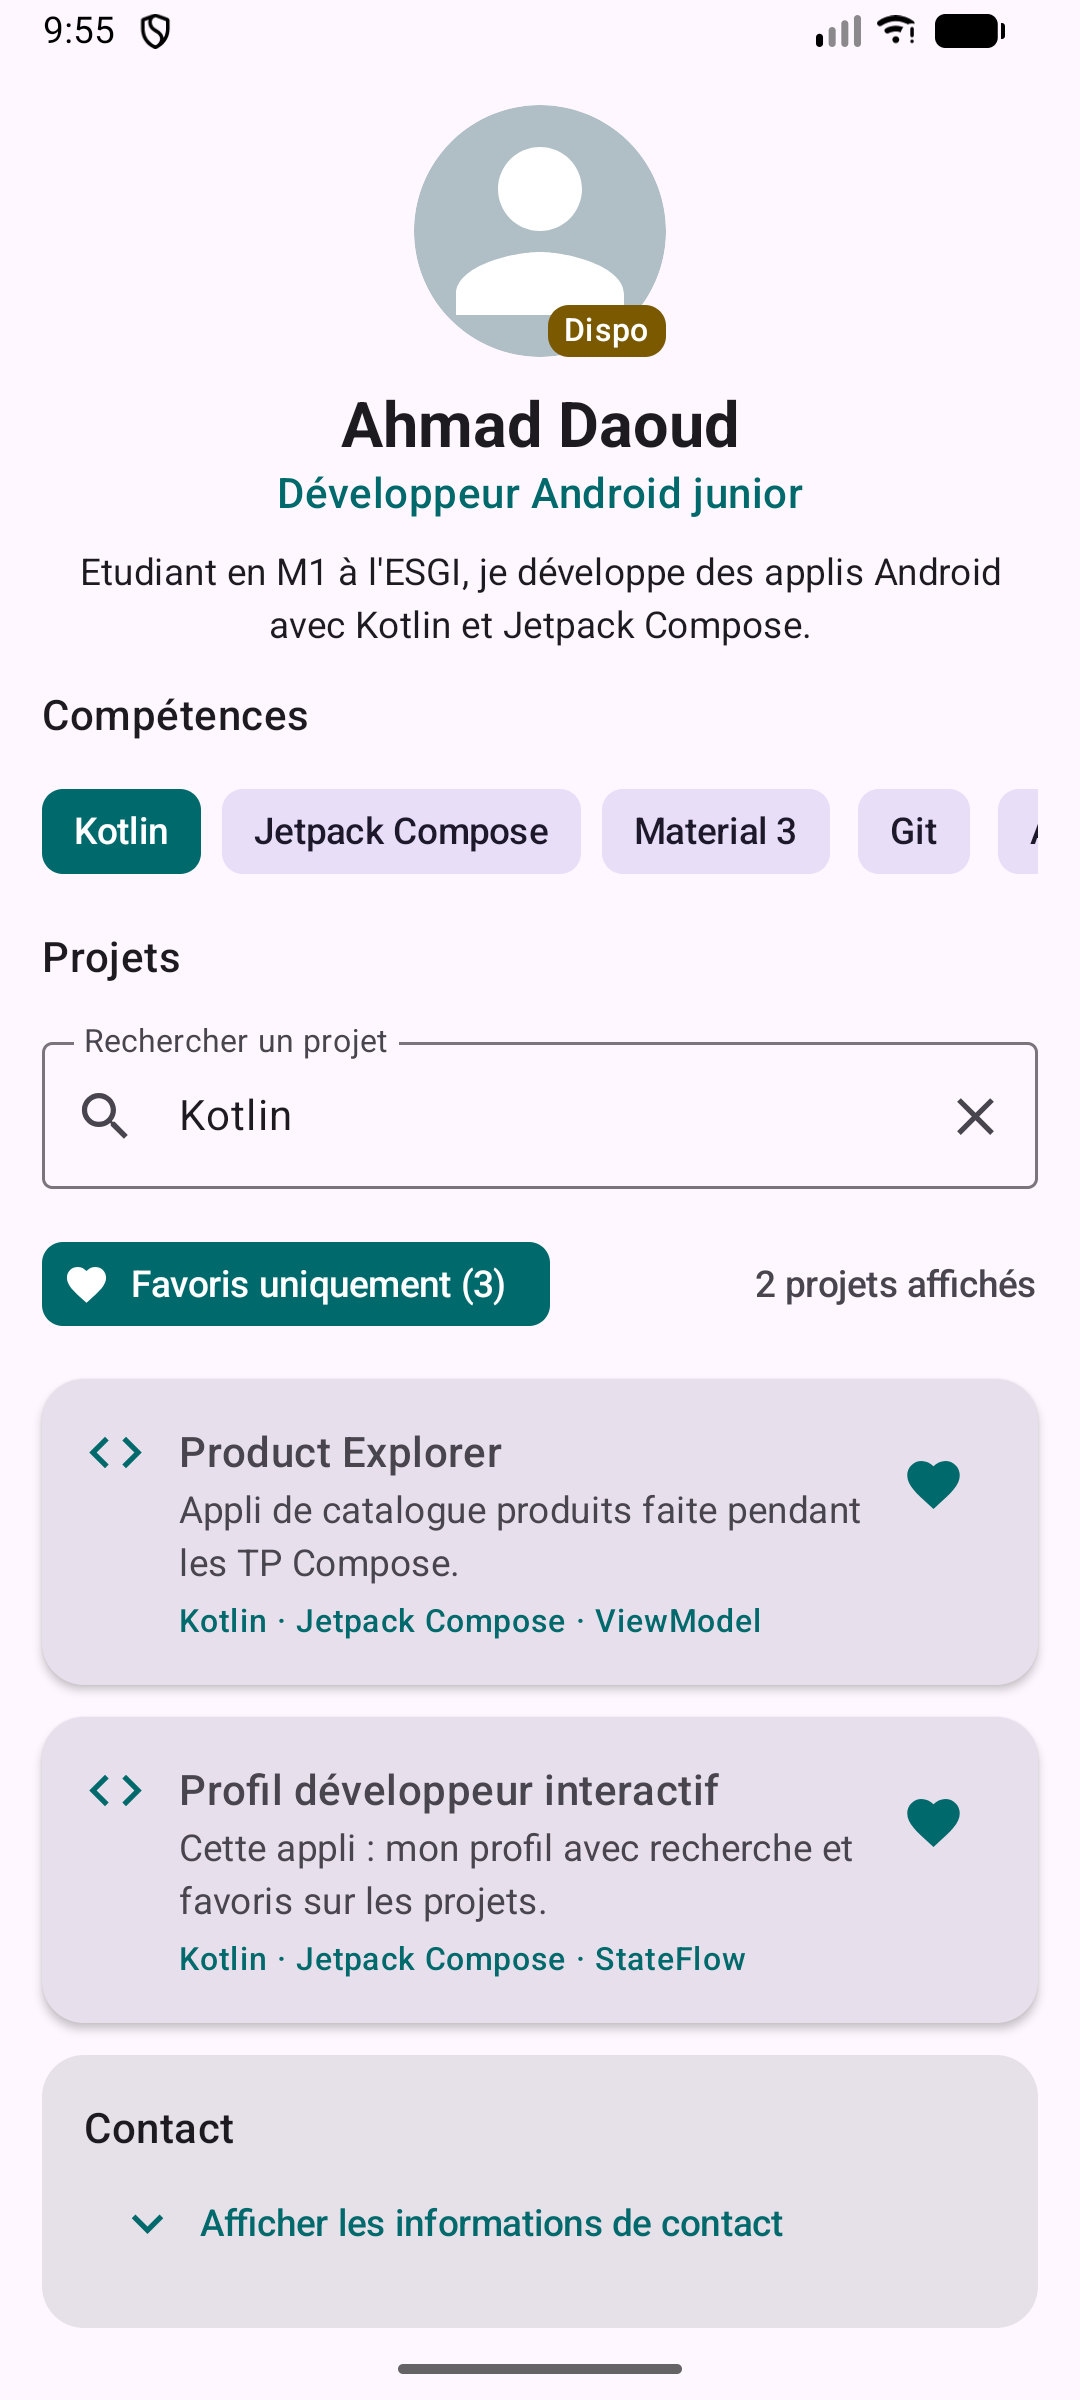 9:55
Dispo
Ahmad Daoud
Développeur Android junior
Etudiant en M1 à l'ESGI, je développe des applis Android
avec Kotlin et Jetpack Compose.
Compétences
Kotlin
Jetpack Compose
Material 3
Git
Projets
Rechercher un projet
Kotlin
Favoris uniquement (3)
2 projets affichés
Product Explorer
Appli de catalogue produits faite pendant
les TP Compose.
Kotlin · Jetpack Compose · ViewModel
Profil développeur interactif
Cette appli : mon profil avec recherche et
favoris sur les projets.
Kotlin · Jetpack Compose · StateFlow
Contact
Afficher les informations de contact